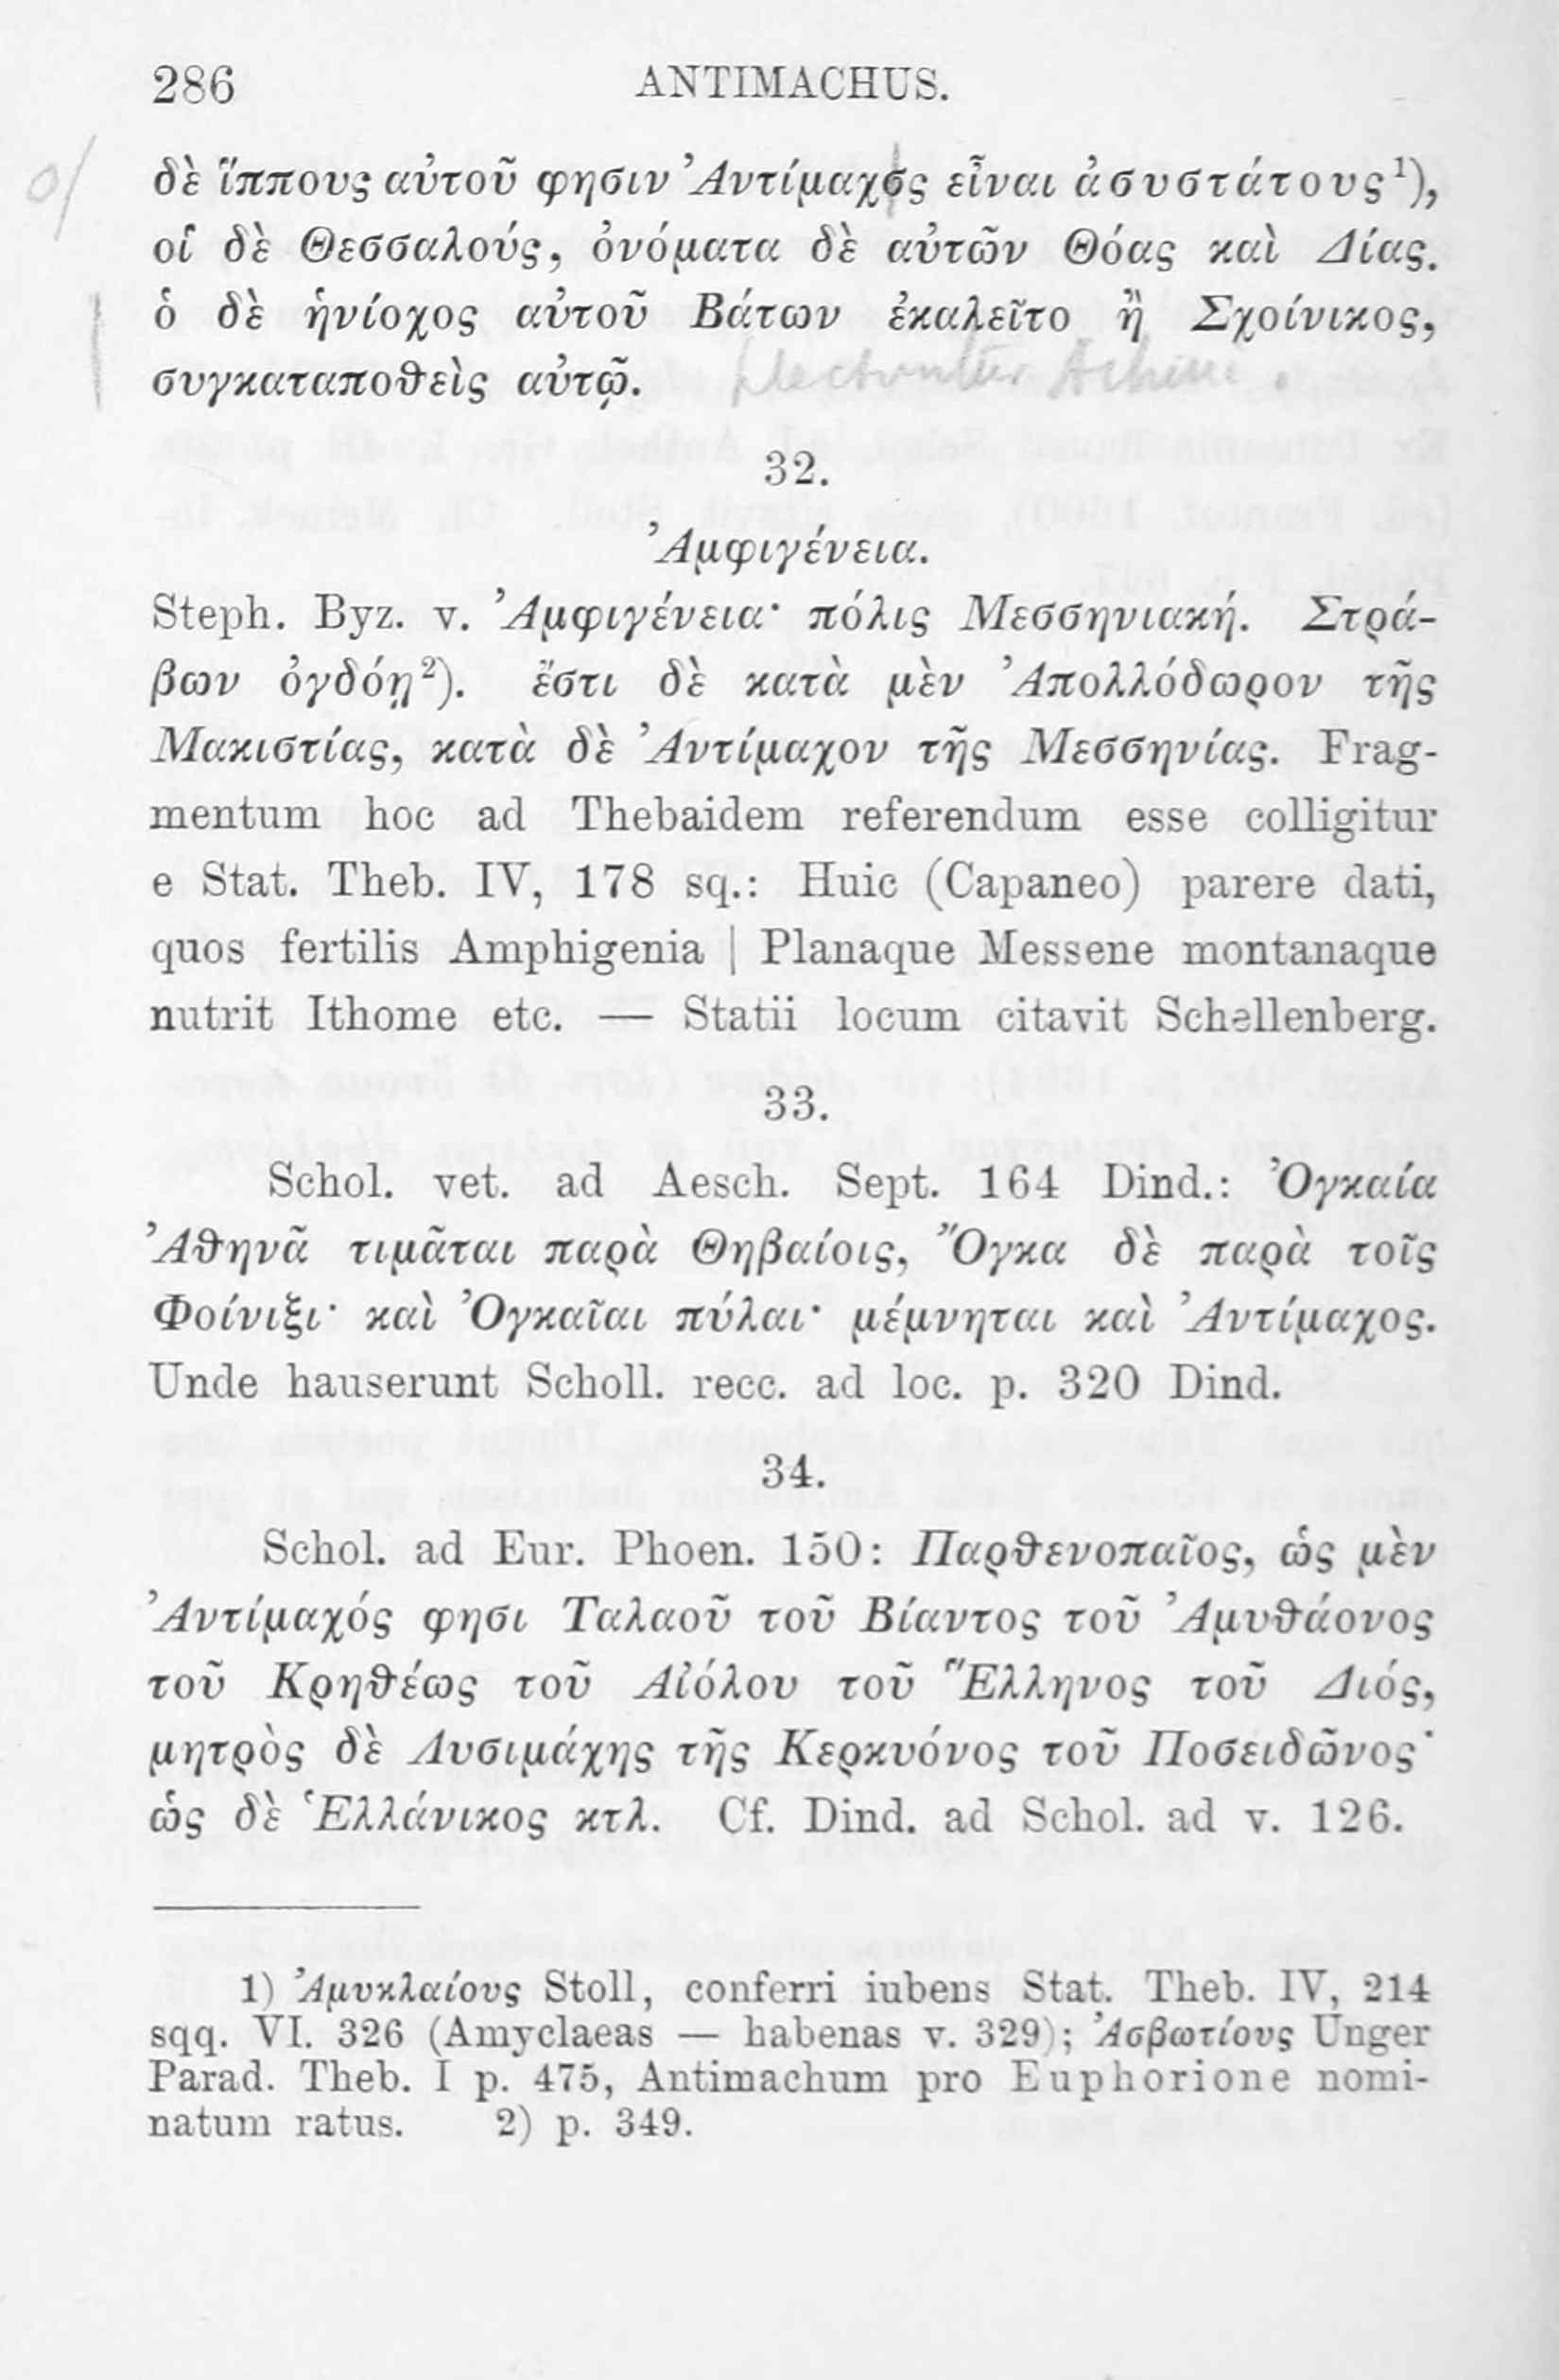 286 ANTIMACHUS.
δὲ ἵππους αὐτοῦ φησιν Ἀντίμαχος εἶναι ἀσυστάτους¹),
οἱ δὲ Θεσσαλούς, ὀνόματα δὲ αὐτῶν Θόας καὶ Δίας.
ὁ δὲ ἡνίοχος αὐτοῦ Βάτων ἐκαλεῖτο ἢ Σχοίνικος,
συγκαταποθεὶς αὐτῷ.
32.
Ἀμφιγένεια.
Steph. Byz. v. Ἀμφιγένεια· πόλις Μεσσηνιακή. Στρά-
βων ὀγδόῃ²). ἔστι δὲ κατὰ μὲν Ἀπολλόδωρον τῆς
Μακιστίας, κατὰ δὲ Ἀντίμαχον τῆς Μεσσηνίας. Frag-
mentum hoc ad Thebaidem referendum esse colligitur
e Stat. Theb. IV, 178 sq.: Huic (Capaneo) parere dati,
quos fertilis Amphigenia | Planaque Messene montanaque
nutrit Ithome etc. — Statii locum citavit Schellenberg.
33.
Schol. vet. ad Aesch. Sept. 164 Dind.: Ὀγκαία
Ἀθηνᾶ τιμᾶται παρὰ Θηβαίοις, Ὄγκα δὲ παρὰ τοῖς
Φοίνιξι· καὶ Ὀγκαῖαι πύλαι· μέμνηται καὶ Ἀντίμαχος.
Unde hauserunt Scholl. recc. ad loc. p. 320 Dind.
34.
Schol. ad Eur. Phoen. 150: Παρθενοπαῖος, ὡς μὲν
Ἀντίμαχός φησι Ταλαοῦ τοῦ Βίαντος τοῦ Ἀμυθάονος
τοῦ Κρηθέως τοῦ Αἰόλου τοῦ Ἕλληνος τοῦ Διός,
μητρὸς δὲ Λυσιμάχης τῆς Κερκυόνος τοῦ Ποσειδῶνος·
ὡς δὲ Ἑλλάνικος κτλ. Cf. Dind. ad Schol. ad v. 126.
1) Ἀμυκλαίους Stoll, conferri iubens Stat. Theb. IV, 214
sqq. VI. 326 (Amyclaeas — habenas v. 329); Ἀσβωτίους Unger
Parad. Theb. I p. 475, Antimachum pro Euphorione nomi-
natum ratus. 2) p. 349.